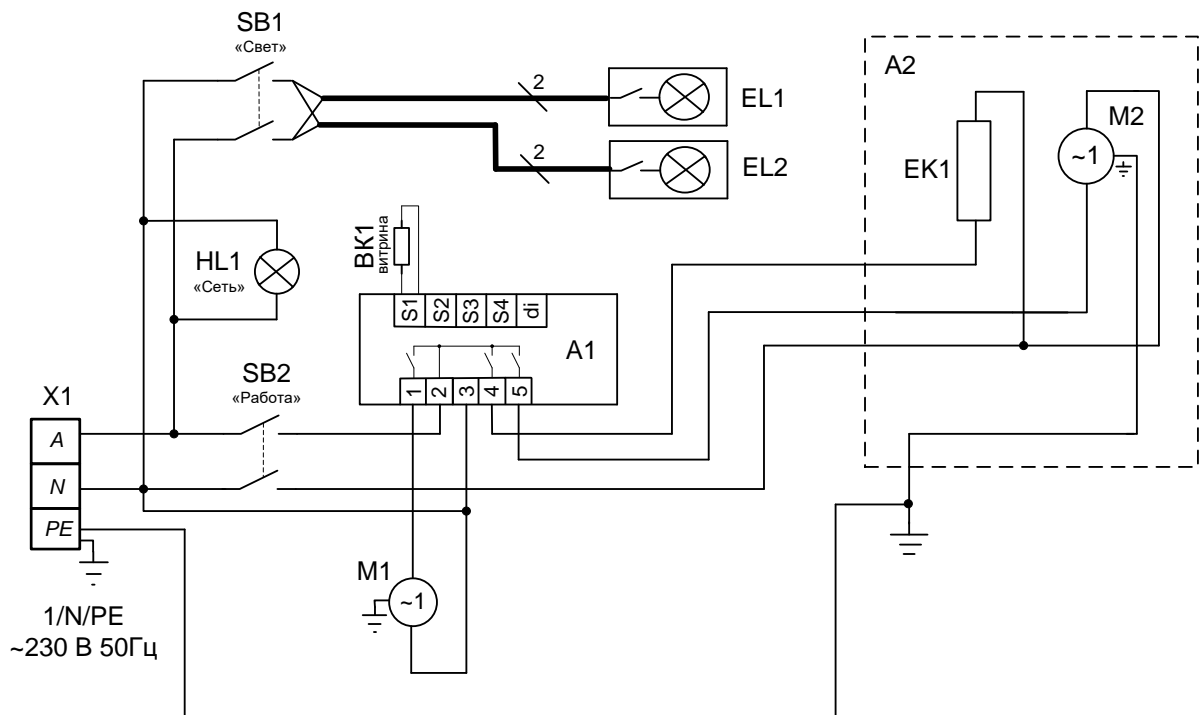 SB1
«Свет»
2
EL1
2
EL2
A2
M2
~1
EK1
HL1
«Сеть»
BK1
витрина
S1 S2 S3 S4 di
A1
1 2 3 4 5
SB2
«Работа»
X1
A
N
PE
1/N/PE
~230 В 50Гц
M1
~1